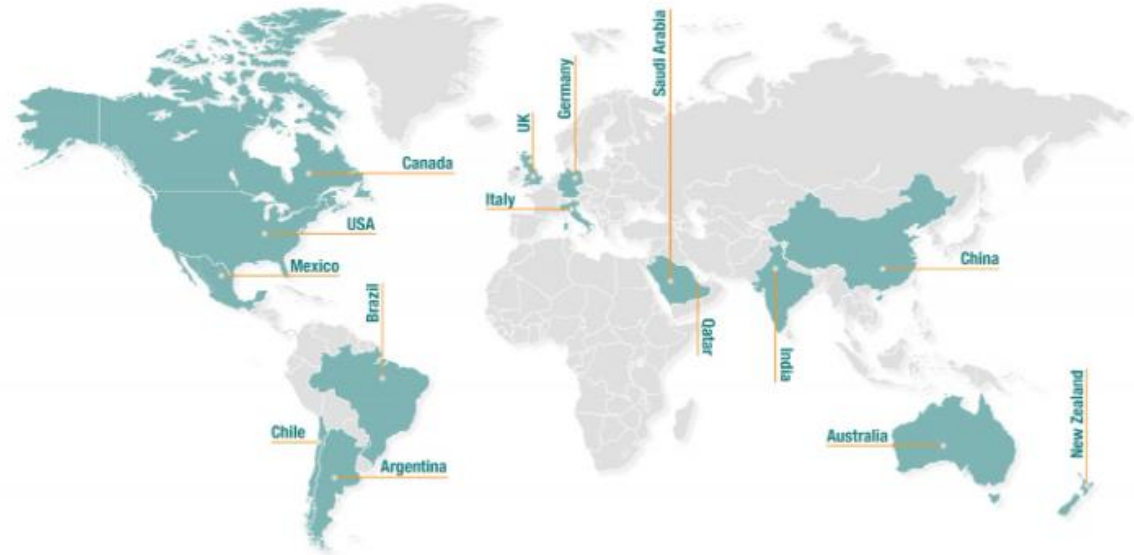 Saudi Arabia
Germany
UK
Canada
Italy
USA
Mexico
China
Brazil
Qatar
India
New Zealand
Chile
Australia
Argentina